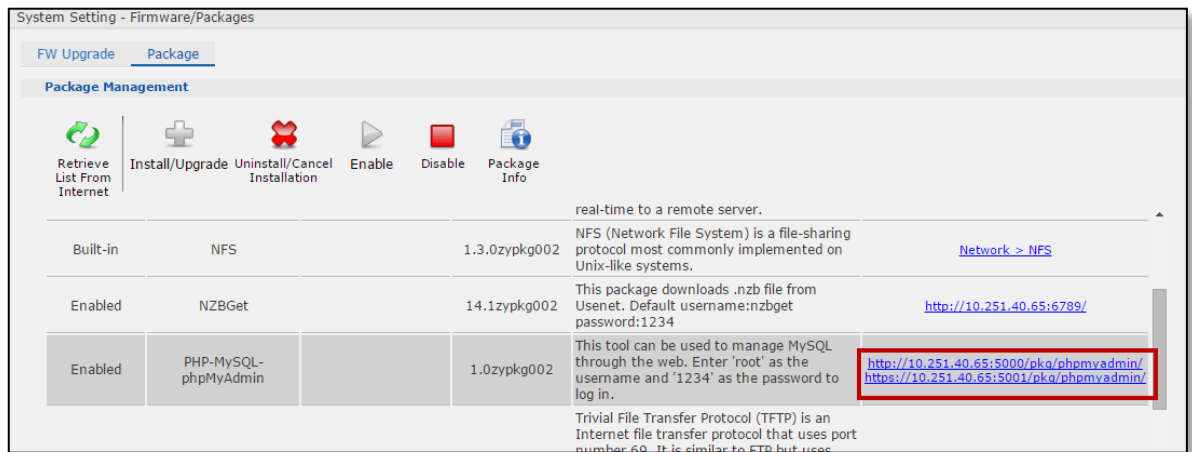 System Setting - Firmware/Packages
FW Upgrade Package
Package Management
Retrieve List From Internet
Install/Upgrade
Uninstall/Cancel Installation
Enable
Disable
Package Info
real-time to a remote server.
Built-in NFS 1.3.0zypkg002 NFS (Network File System) is a file-sharing
protocol most commonly implemented on
Unix-like systems.
Network > NFS
Enabled NZBGet 14.1zypkg002 This package downloads .nzb file from
Usenet. Default username:nzbget
password:1234
http://10.251.40.65:6789/
Enabled PHP-MySQL-
phpMyAdmin
1.0zypkg002
This tool can be used to manage MySQL
through the web. Enter 'root' as the
username and '1234' as the password to
log in.
http://10.251.40.65:5000/pkg/phpmyadmin/
https://10.251.40.65:5001/pkg/phpmyadmin/
Trivial File Transfer Protocol (TFTP) is an
Internet file transfer protocol that uses port
number 69. It is similar to FTP but uses